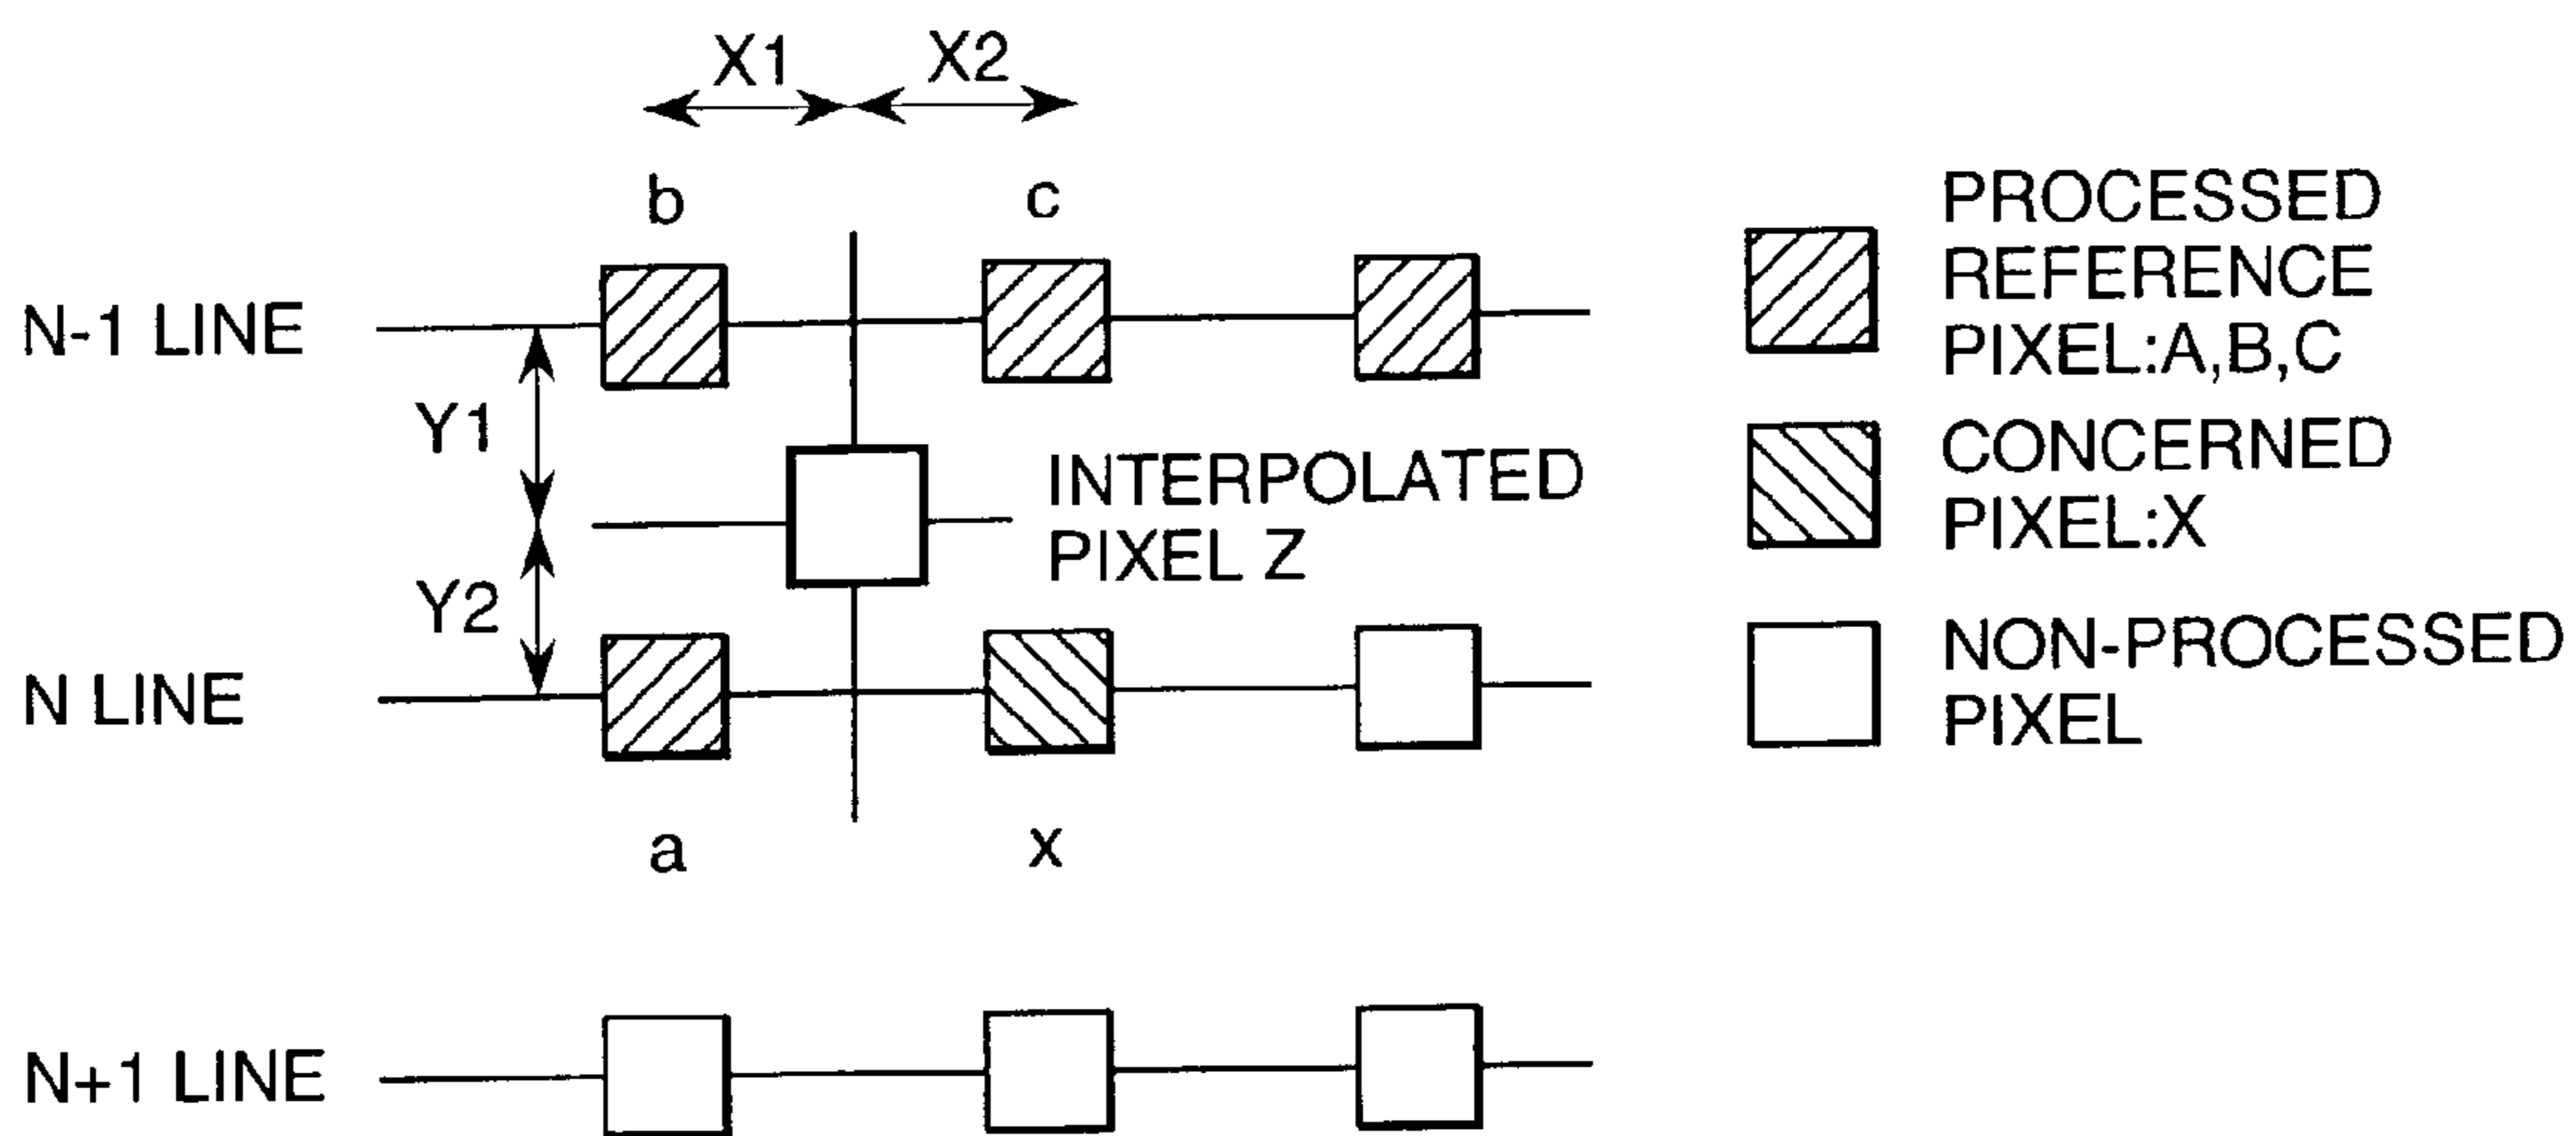 X1 X2
b c
N-1 LINE
Y1
INTERPOLATED
PIXEL Z
Y2
N LINE
a x
N+1 LINE
PROCESSED
REFERENCE
PIXEL:A,B,C
CONCERNED
PIXEL:X
NON-PROCESSED
PIXEL